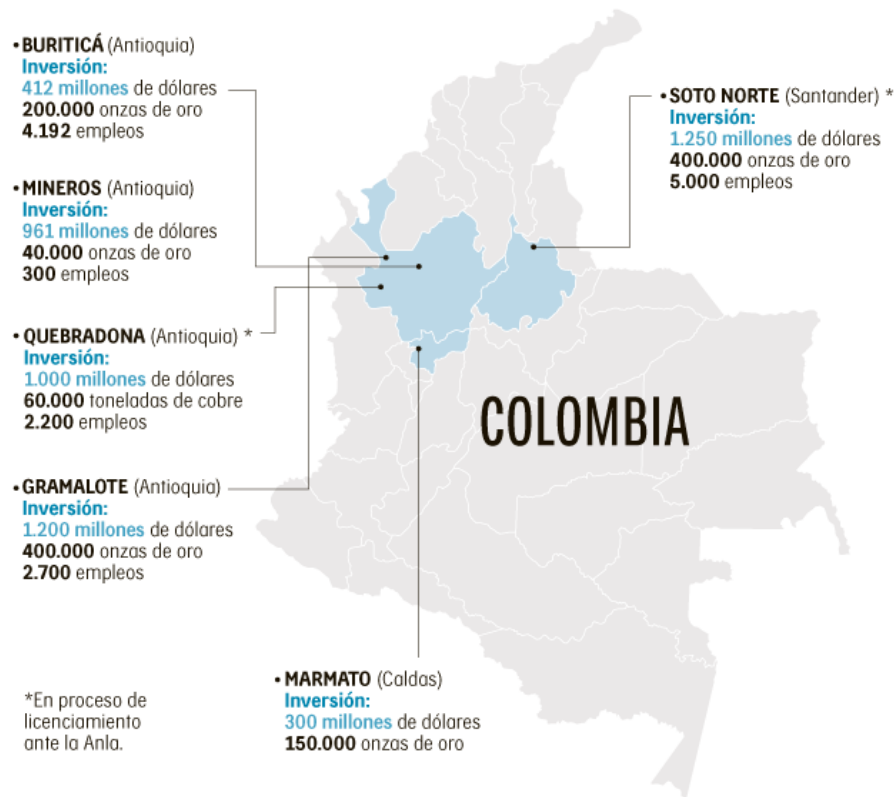 • BURITICÁ (Antioquia)
Inversión:
412 millones de dólares
200.000 onzas de oro
4.192 empleos
• MINEROS (Antioquia)
Inversión:
961 millones de dólares
40.000 onzas de oro
300 empleos
• QUEBRADONA (Antioquia) *
Inversión:
1.000 millones de dólares
60.000 toneladas de cobre
2.200 empleos
• GRAMALOTE (Antioquia)
Inversión:
1.200 millones de dólares
400.000 onzas de oro
2.700 empleos
• SOTO NORTE (Santander) *
Inversión:
1.250 millones de dólares
400.000 onzas de oro
5.000 empleos
COLOMBIA
• MARMATO (Caldas)
Inversión:
300 millones de dólares
150.000 onzas de oro
*En proceso de
licenciamiento
ante la Anla.